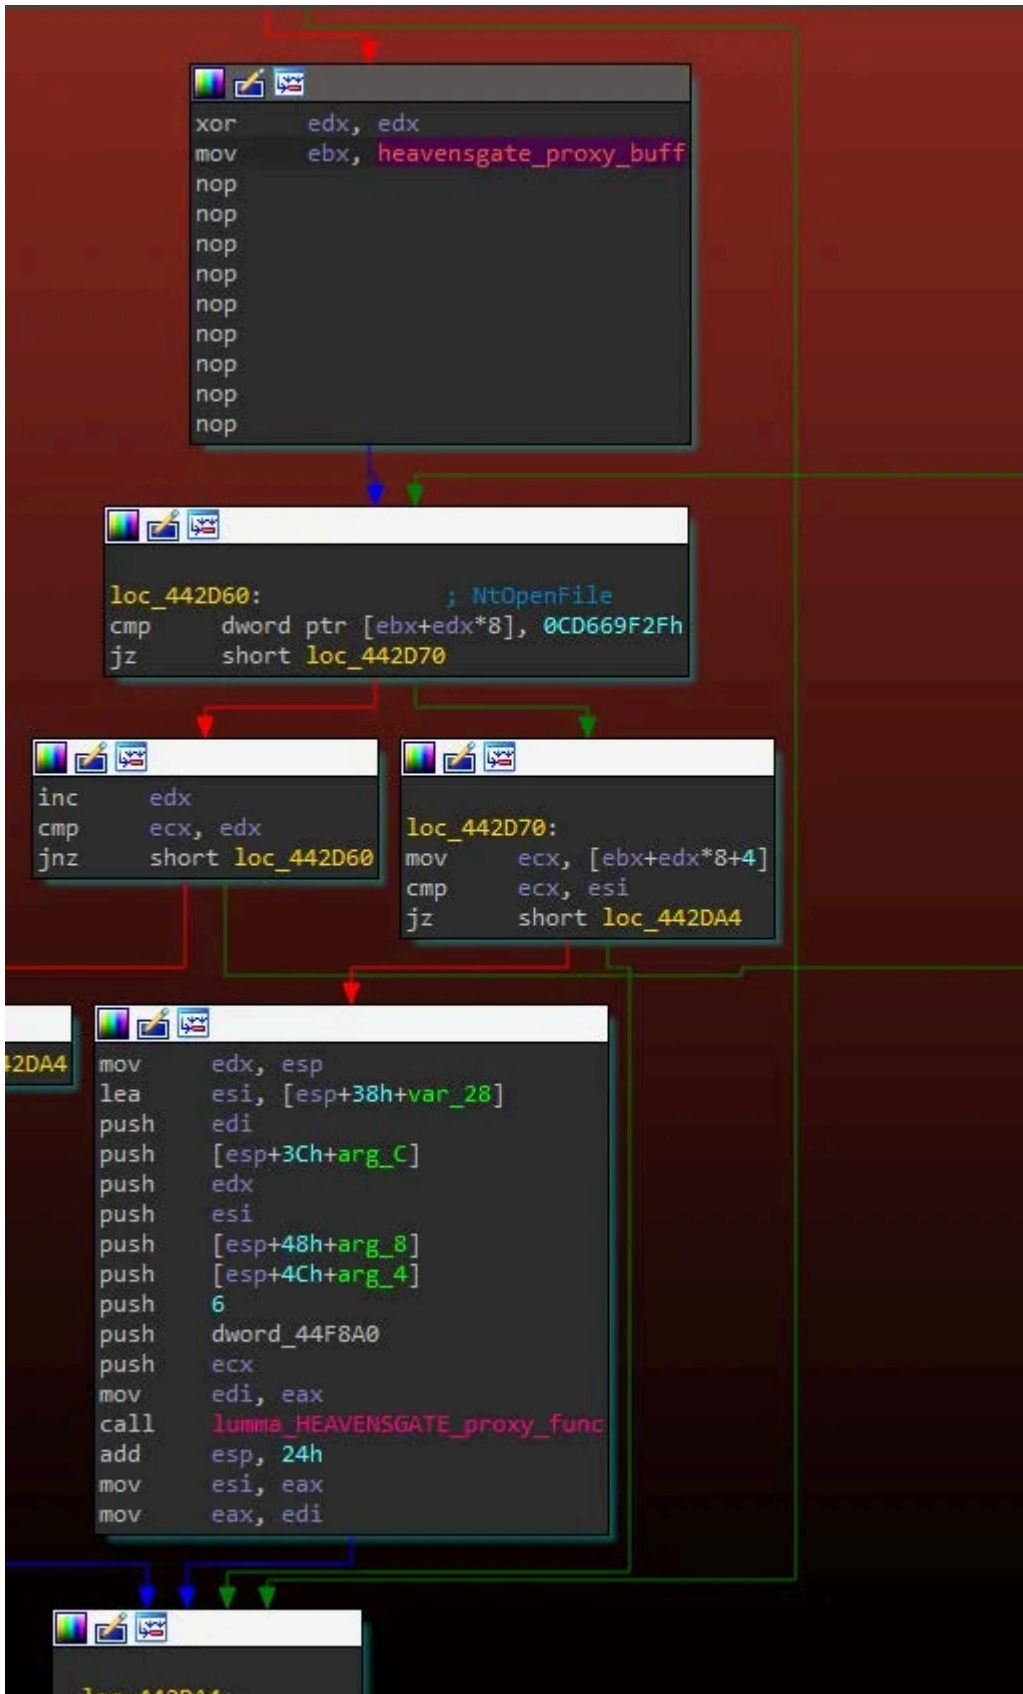 xor edx, edx
mov ebx, heavensgate_proxy_buff
nop
nop
nop
nop
nop
nop
nop
nop
nop
loc_442D60: ; NtOpenFile
cmp dword ptr [ebx+edx*8], 0CD669F2Fh
jz short loc_442D70
inc edx
cmp ecx, edx
jnz short loc_442D60
loc_442D70:
mov ecx, [ebx+edx*8+4]
cmp ecx, esi
jz short loc_442DA4
42DA4
mov edx, esp
lea esi, [esp+38h+var_28]
push edi
push [esp+3Ch+arg_C]
push edx
push esi
push [esp+48h+arg_8]
push [esp+4Ch+arg_4]
push 6
push dword_44F8A0
push ecx
mov edi, eax
call lumma_HEAVENSGATE_proxy_func
add esp, 24h
mov esi, eax
mov eax, edi